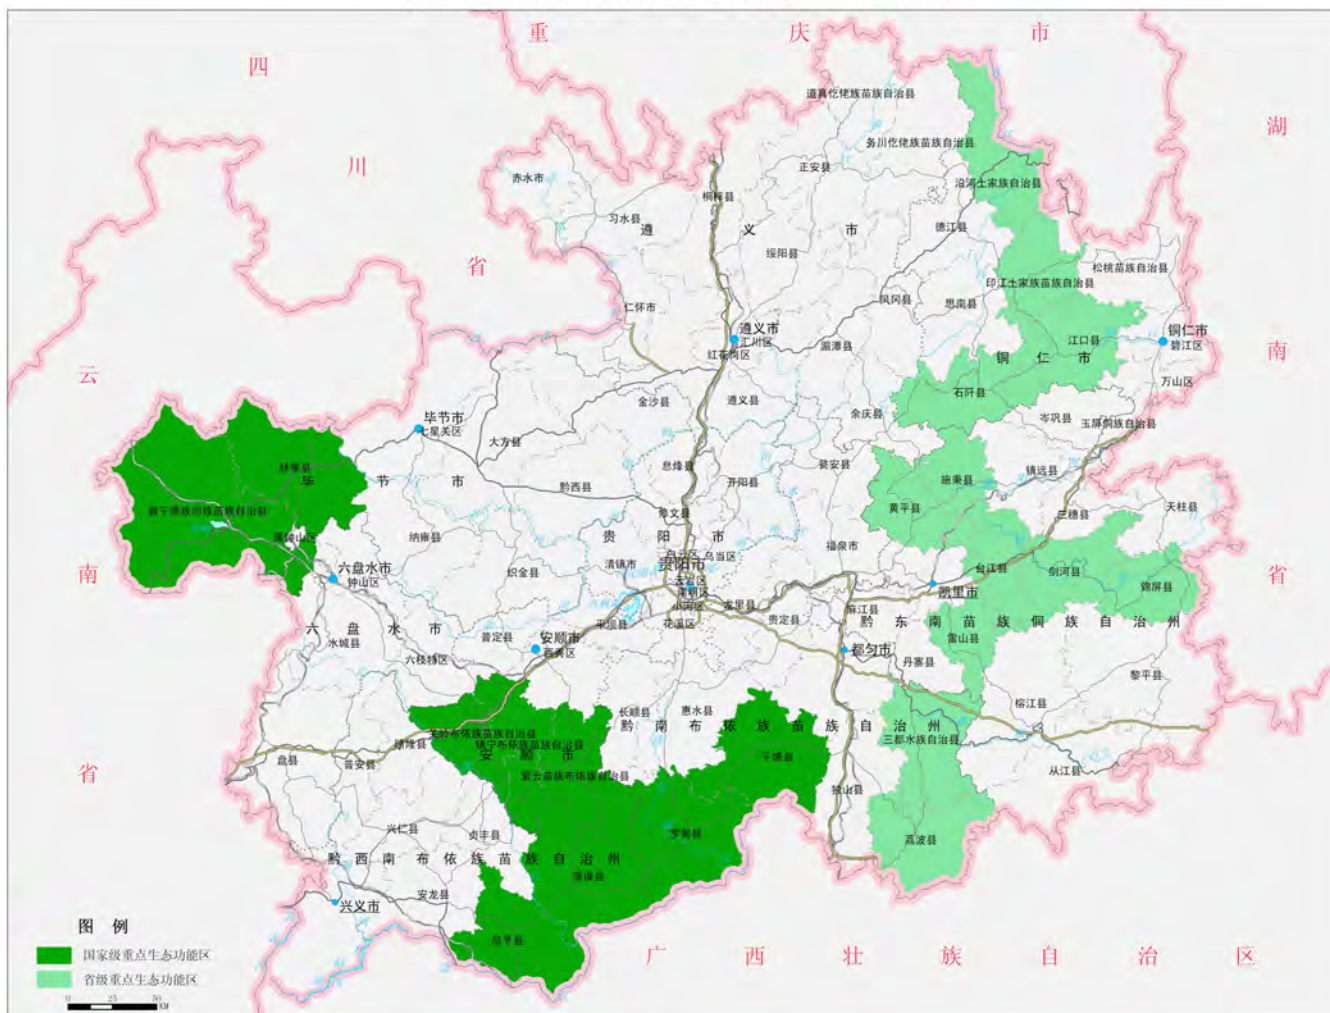 重 庆 市
四
川
省
湖
南
省
云
南
省
道真仡佬族苗族自治县
务川仡佬族苗族自治县
正安县
沿河土家族自治县
赤水市
桐梓县
习水县
遵 义 市
德江县
绥阳县
松桃苗族自治县
印江土家族苗族自治县
凤冈县
思南县
仁怀市
遵义市
汇川区
红花岗区
湄潭县
江口县
铜仁市
碧江区
铜 仁 市
万山区
石阡县
金沙县
遵义县
余庆县
岑巩县
玉屏侗族自治县
毕节市
七星关区
大方县
息烽县
瓮安县
镇远县
赫章县
毕 节 市
黔西县
开阳县
施秉县
黄平县
三穗县
天柱县
威宁彝族回族苗族自治县
修文县
贵 阳 市
纳雍县
福泉市
白云区
乌当区
清镇市
贵阳市
六盘水市
钟山区
织金县
云岩区
南明区
小河区
花溪区
台江县
剑河县
锦屏县
凯里市
龙里县
贵定县
麻江县
平坝县
六 盘 水 市
水城县
普定县
安顺市
西秀区
六枝特区
黔 东 南 苗 族 侗 族 自 治 州
雷山县
都匀市
丹寨县
黎平县
榕江县
长顺县
惠水县
黔 南 布 依 族 苗 族 自 治 州
三都水族自治县
关岭布依族苗族自治县
镇宁布依族苗族自治县
安 顺 市
晴隆县
盘县
普安县
平塘县
从江县
紫云苗族布依族自治县
独山县
兴仁县
贞丰县
罗甸县
荔波县
黔 西 南 布 依 族 苗 族 自 治 州
望谟县
安龙县
兴义市
册亨县
广 西 壮 族 自 治 区
图 例
国家级重点生态功能区
省级重点生态功能区
0 25 50
KM